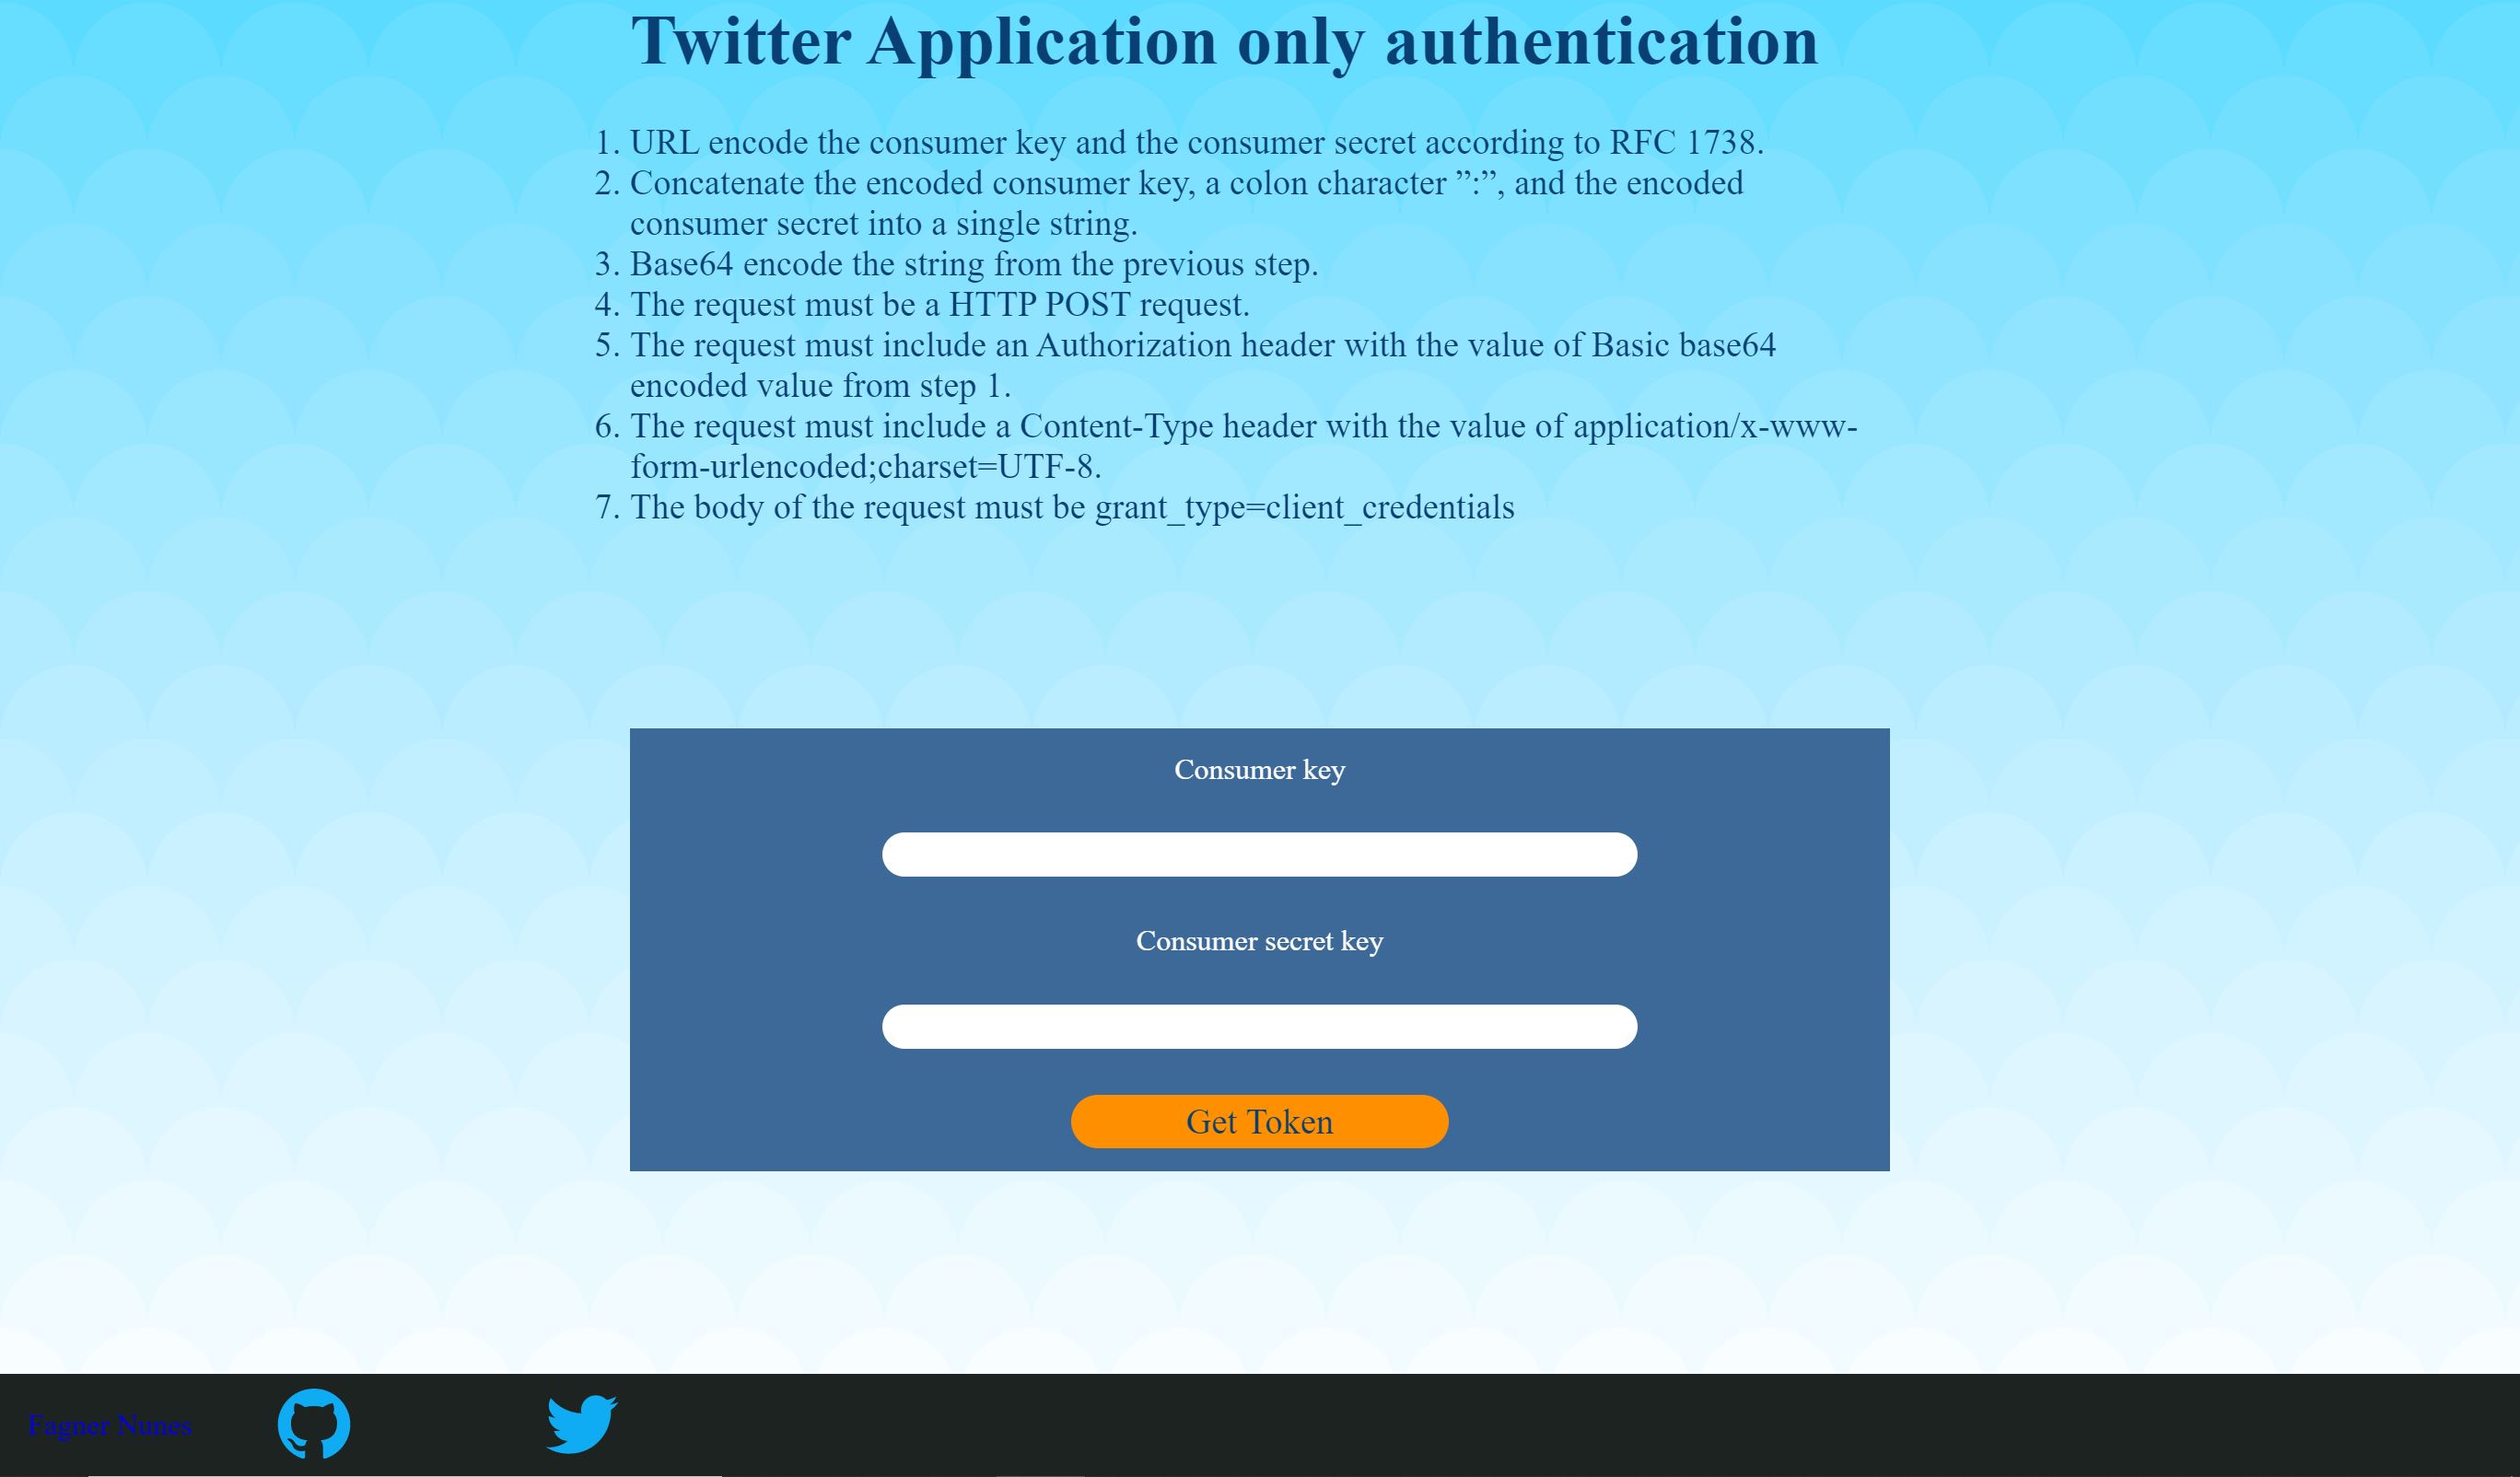 Twitter Application only authentication
1. URL encode the consumer key and the consumer secret according to RFC 1738.
2. Concatenate the encoded consumer key, a colon character ”:”, and the encoded
consumer secret into a single string.
3. Base64 encode the string from the previous step.
4. The request must be a HTTP POST request.
5. The request must include an Authorization header with the value of Basic base64
encoded value from step 1.
6. The request must include a Content-Type header with the value of application/x-www-
form-urlencoded;charset=UTF-8.
7. The body of the request must be grant_type=client_credentials
Consumer key
Consumer secret key
Get Token
Fagner Nunes